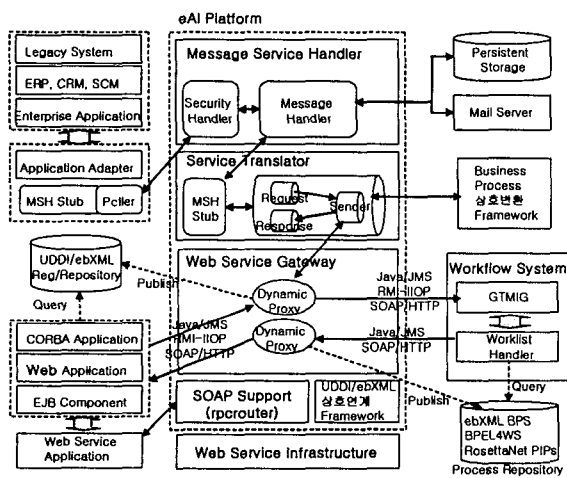 eAI Platform
Legacy System
ERP, CRM, SCM
Enterprise Application
Application Adapter
MSH Stub
Poller
Message Service Handler
Security
Handler
Message
Handler
Persistent
Storage
Mail Server
Service Translator
MSH
Stub
Request
Response
Sender
Business
Process
상호변환
Framework
UDDI/ebXML
Reg/Repository
Query
Publish
Web Service Gateway
Dynamic
Proxy
Dynamic
Proxy
Java/JMS
RMI-IIOP
SOAP/HTTP
Java/JMS
RMI-IIOP
SOAP/HTTP
Java/JMS
SOAP/HTTP
Workflow System
GTMIG
Worklist
Handler
Query
Publish
CORBA Application
Web Application
EJB Component
Web Service
Application
SOAP Support
(rpcrouter)
UDDI/ebXML
상호연계
Framework
Web Service Infrastructure
ebXML BPS
BPEL4WS
RosettaNet PIPs
Process Repository